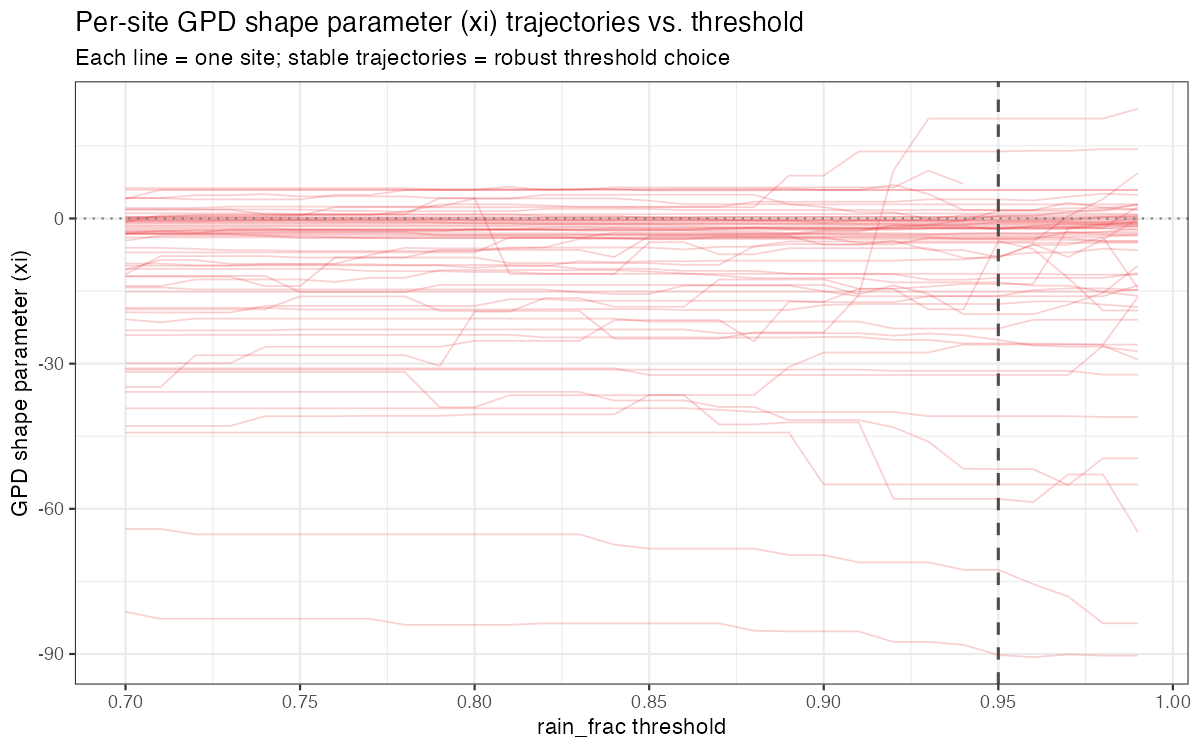 Per-site GPD shape parameter (xi) trajectories vs. threshold
Each line = one site; stable trajectories = robust threshold choice
GPD shape parameter (xi)
0
-30
-60
-90
0.70 0.75 0.80 0.85 0.90 0.95 1.00
rain_frac threshold